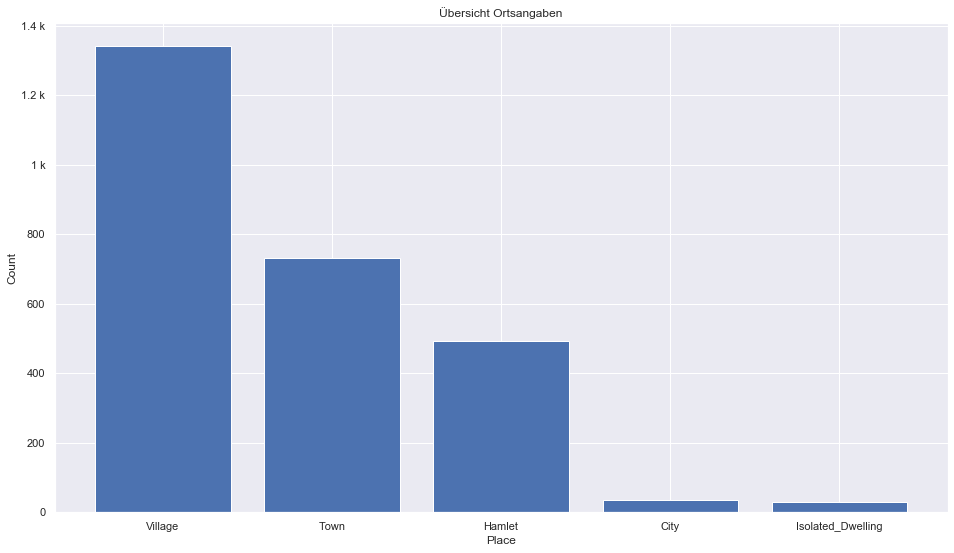 Übersicht Ortsangaben
1.4 k
1.2 k
1 k
800
600
400
200
0
Count
Village Town Hamlet City Isolated_Dwelling
Place